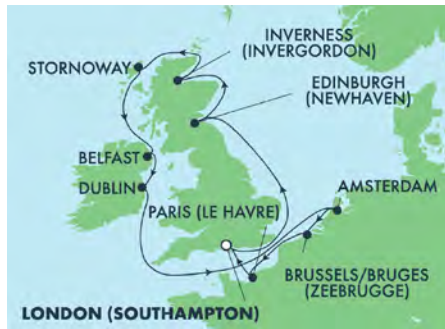 INVERNESS
(INVERGORDON)
STORNOWAY
EDINBURGH
(NEWHAVEN)
BELFAST
DUBLIN
AMSTERDAM
PARIS (LE HAVRE)
BRUSSELS/BRUGES
(ZEEBRUGGE)
LONDON (SOUTHAMPTON)